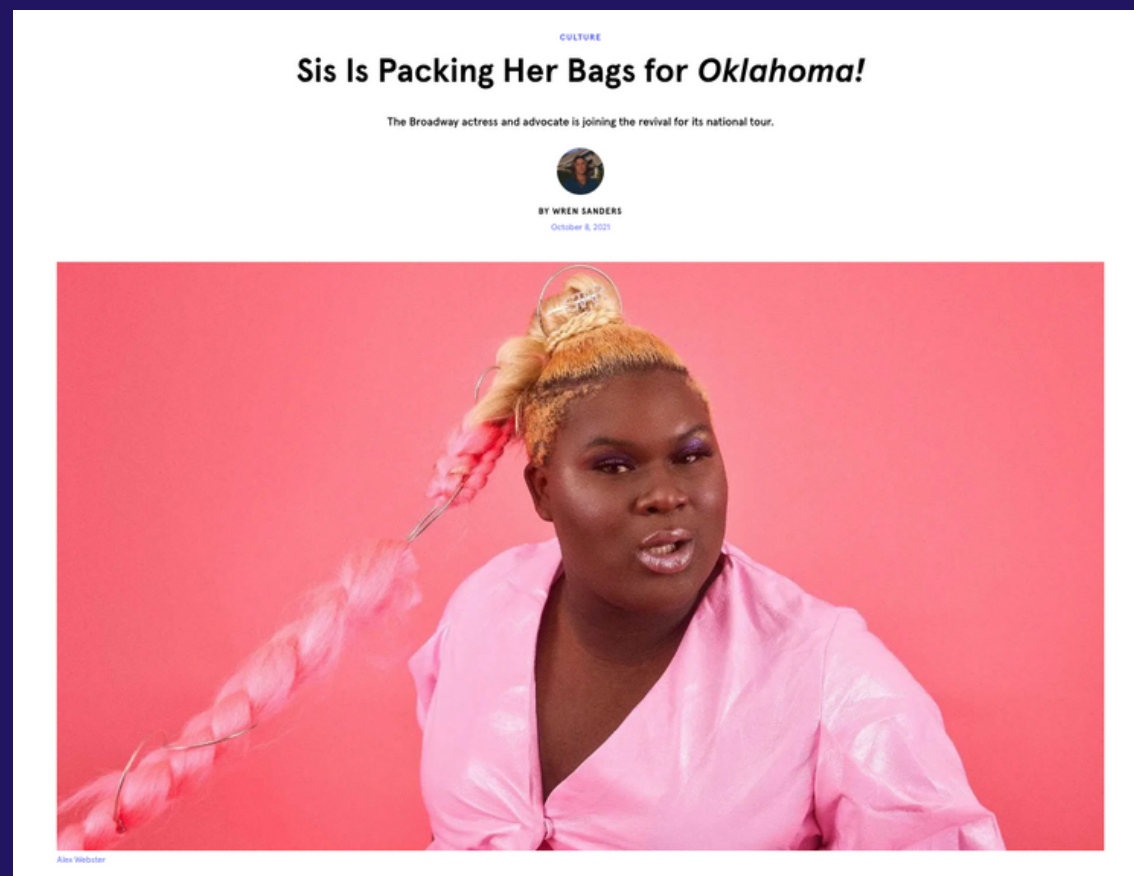 CULTURE
Sis Is Packing Her Bags for Oklahoma!
The Broadway actress and advocate is joining the revival for its national tour.
BY WREN SANDERS
October 8, 2021
Alex Webster